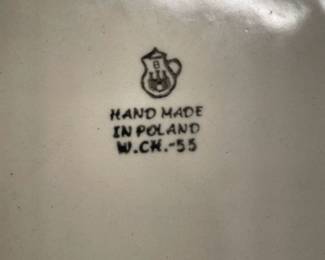 B
HAND MADE
IN POLAND
W.CH.-55